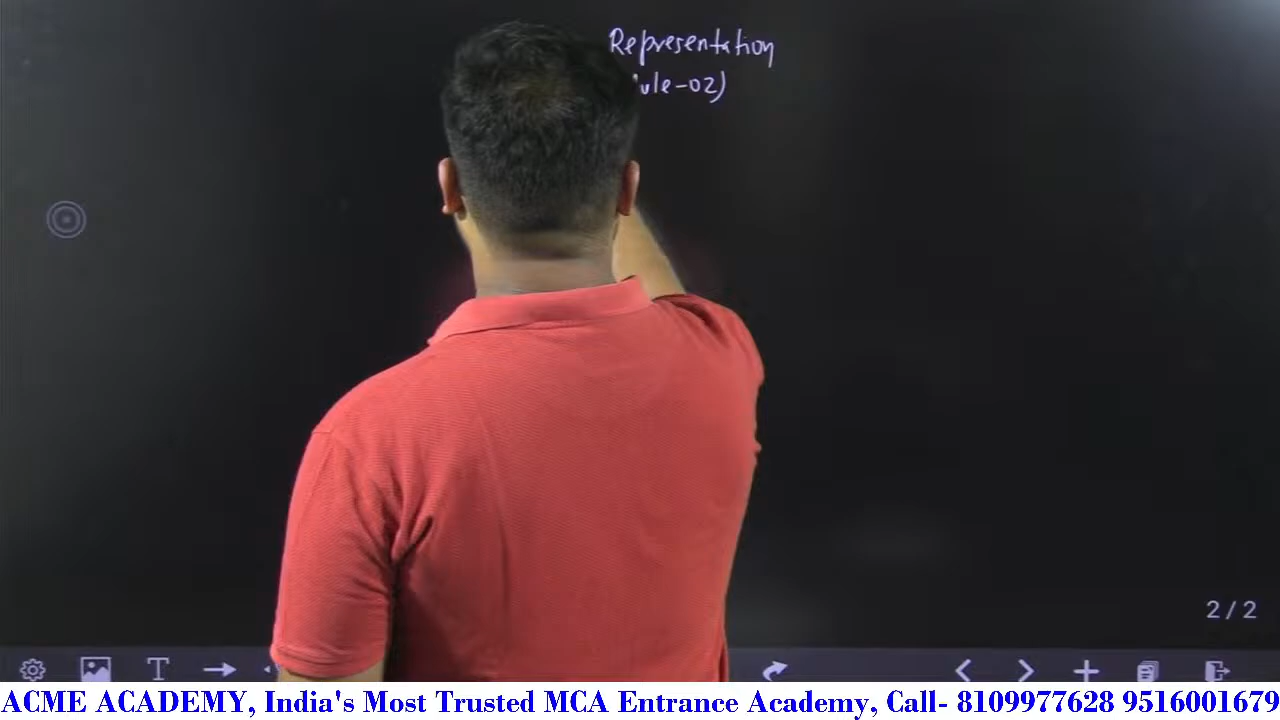 Representation
ule-02)
2/2
T
ACME ACADEMY, India's Most Trusted MCA Entrance Academy, Call- 8109977628 9516001679